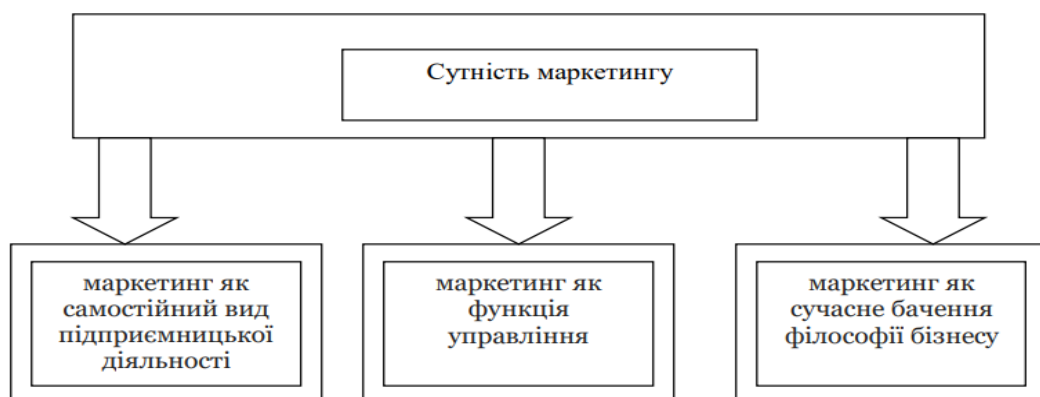 Сутність маркетингу
маркетинг як
самостійний вид
підприємницької
діяльності
маркетинг як
функція
управління
маркетинг як
сучасне бачення
філософії бізнесу